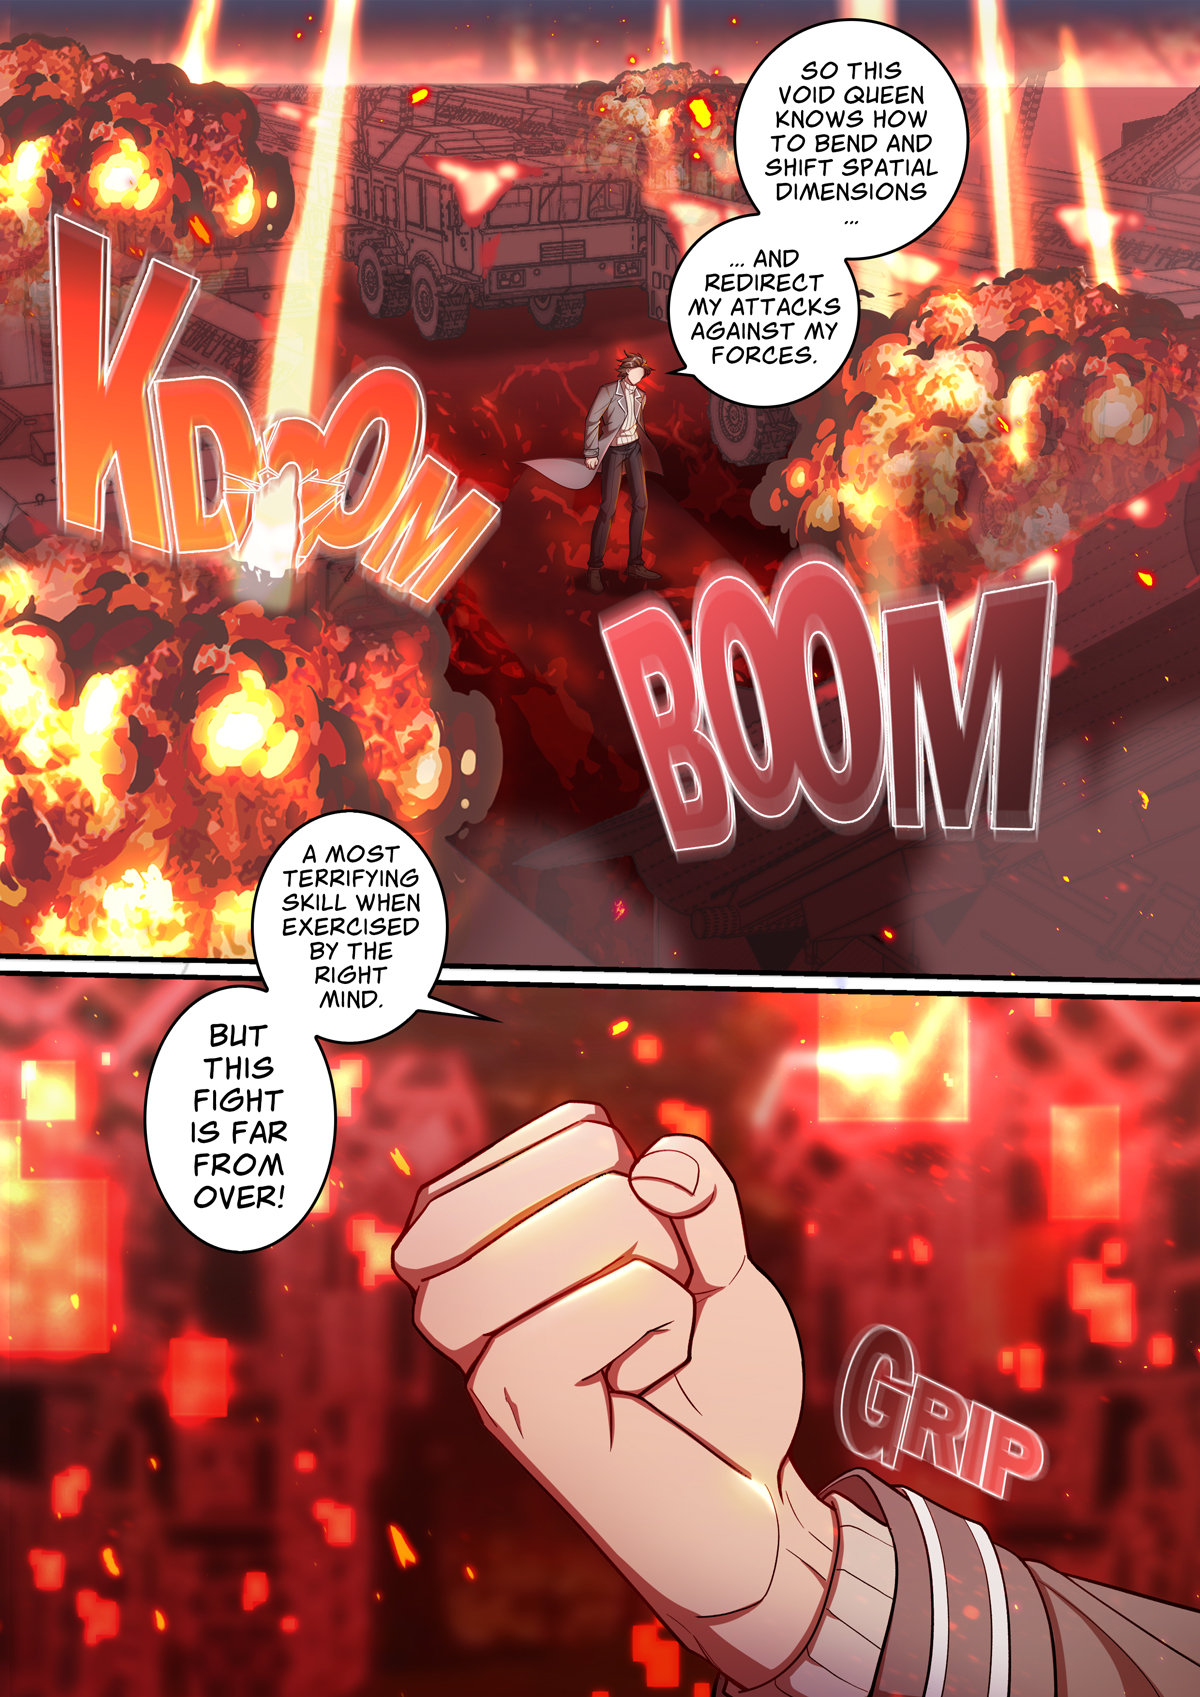 SO THIS
VOID QUEEN
KNOWS HOW
TO BEND AND
SHIFT SPATIAL
DIMENSIONS
...
... AND
REDIRECT
MY ATTACKS
AGAINST MY
FORCES.
KDOOM
BOOM
A MOST
TERRIFYING
SKILL WHEN
EXERCISED
BY THE
RIGHT
MIND.
BUT
THIS
FIGHT
IS FAR
FROM
OVER!
GRIP